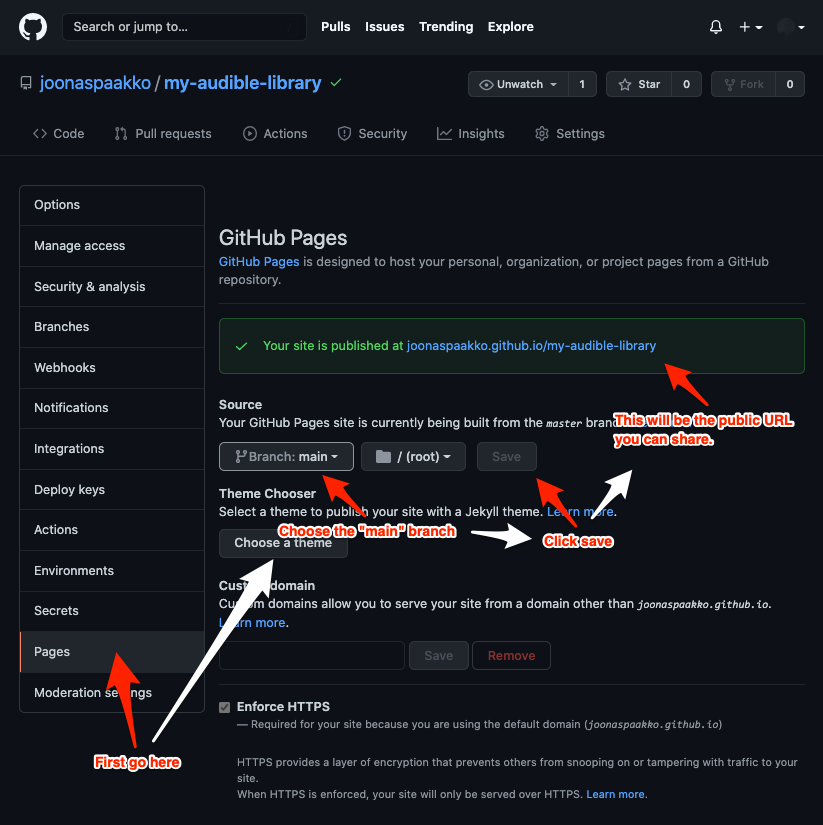 Search or jump to...
Pulls
Issues
Trending
Explore
joonaspaakko / my-audible-library
Unwatch
1
Star
0
Fork
0
Code
Pull requests
Actions
Security
Insights
Settings
Options
Manage access
Security & analysis
Branches
Webhooks
Notifications
Integrations
Deploy keys
Actions
Environments
Secrets
Pages
Moderation settings
First go here
GitHub Pages
GitHub Pages is designed to host your personal, organization, or project pages from a GitHub
repository.
Your site is published at joonaspaakko.github.io/my-audible-library
This will be the public URL
you can share.
Source
Your GitHub Pages site is currently being built from the master
Branch: main
/ (root)
Save
Choose the "main" branch
Click save
Theme Chooser
Select a theme to publish your site with a Jekyll theme. Learn more.
Choose a theme
Custom domain
Custom domains allow you to serve your site from a domain other than joonaspaakko.github.io.
Learn more.
Save
Remove
Enforce HTTPS
— Required for your site because you are using the default domain (joonaspaakko.github.io)
HTTPS provides a layer of encryption that prevents others from snooping on or tampering with traffic to your
site.
When HTTPS is enforced, your site will only be served over HTTPS. Learn more.